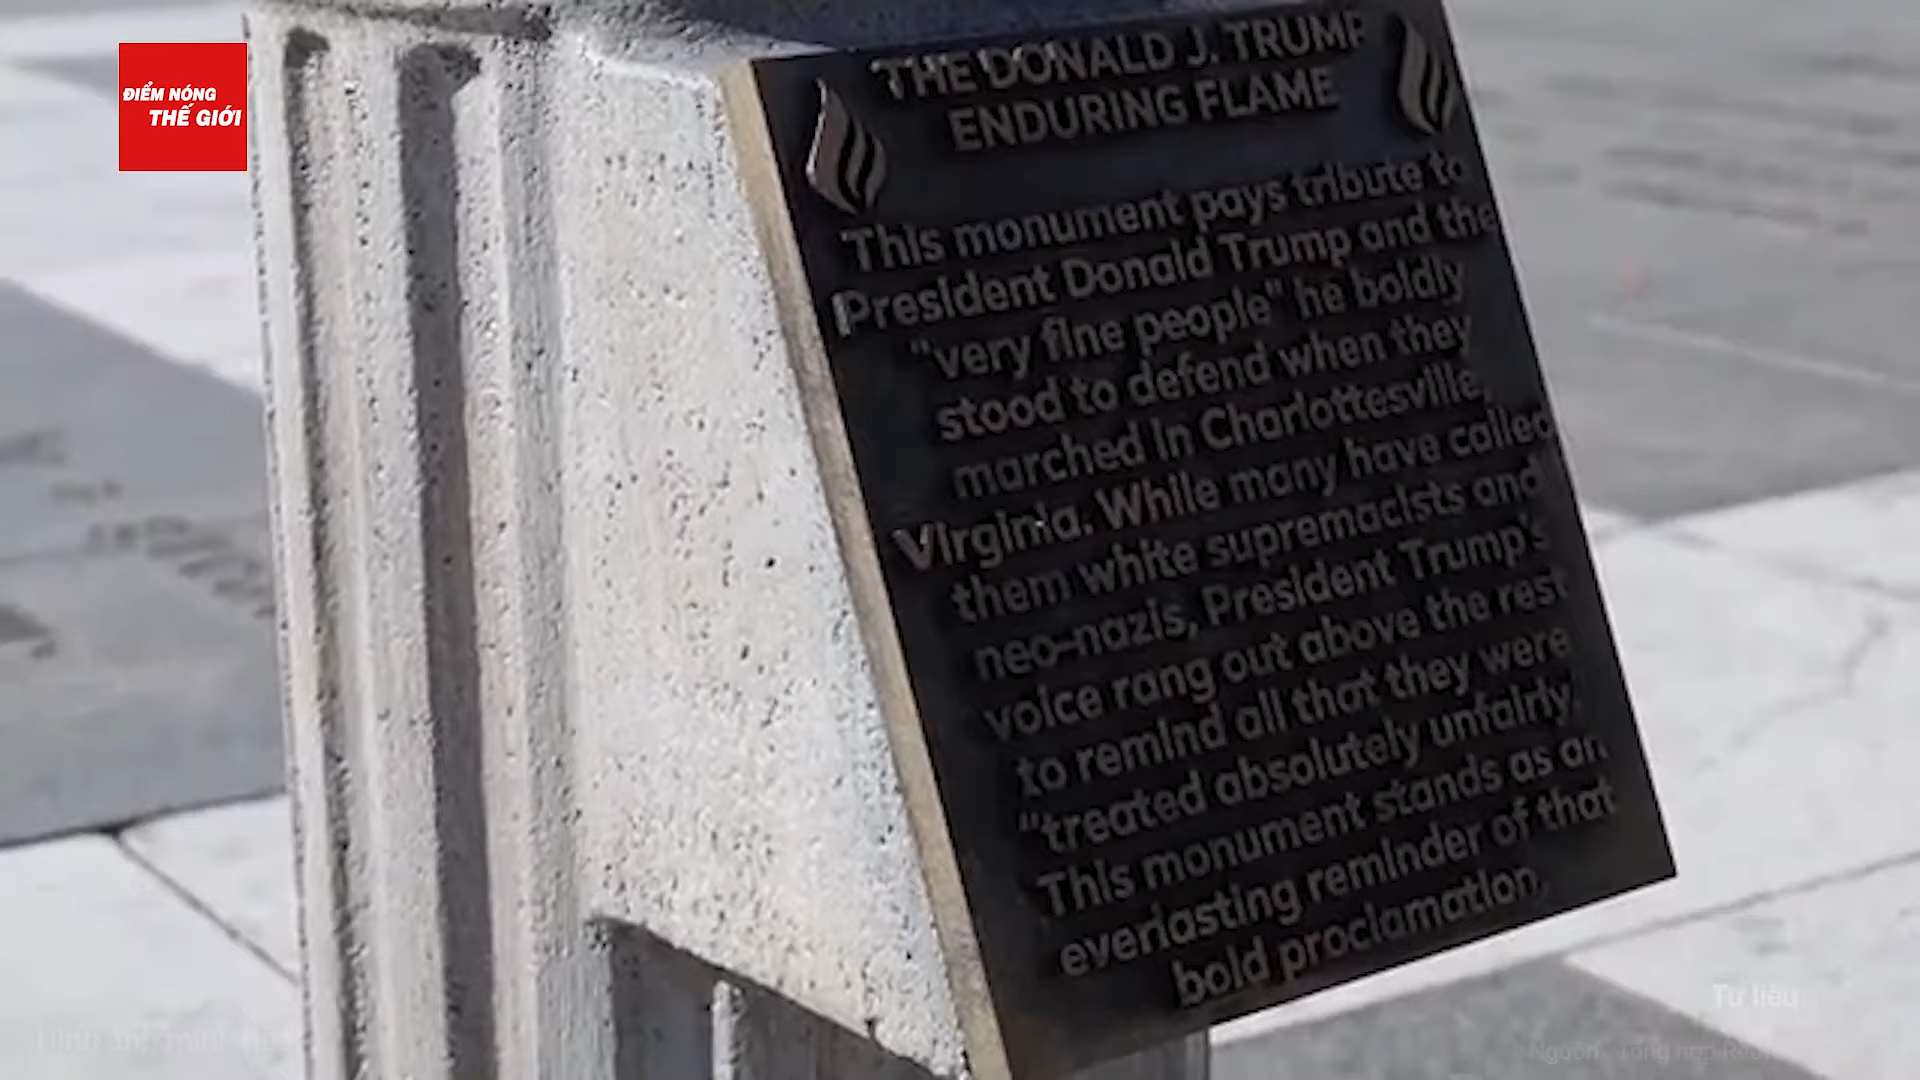 ĐIỂM NÓNG
THẾ GIỚI
THE DONALD J. TRUMP
ENDURING FLAME
This monument pays tribute to
President Donald Trump and the
"very fine people" he boldly
stood to defend when they
marched in Charlottesville,
Virginia. While many have called
them white supremacists and
neo-nazis, President Trump's
voice rang out above the rest
to remind all that they were
"treated absolutely unfairly.
This monument stands as an
everlasting reminder of that
bold proclamation.
Tư liệu
Nguồn: Tổng hợp